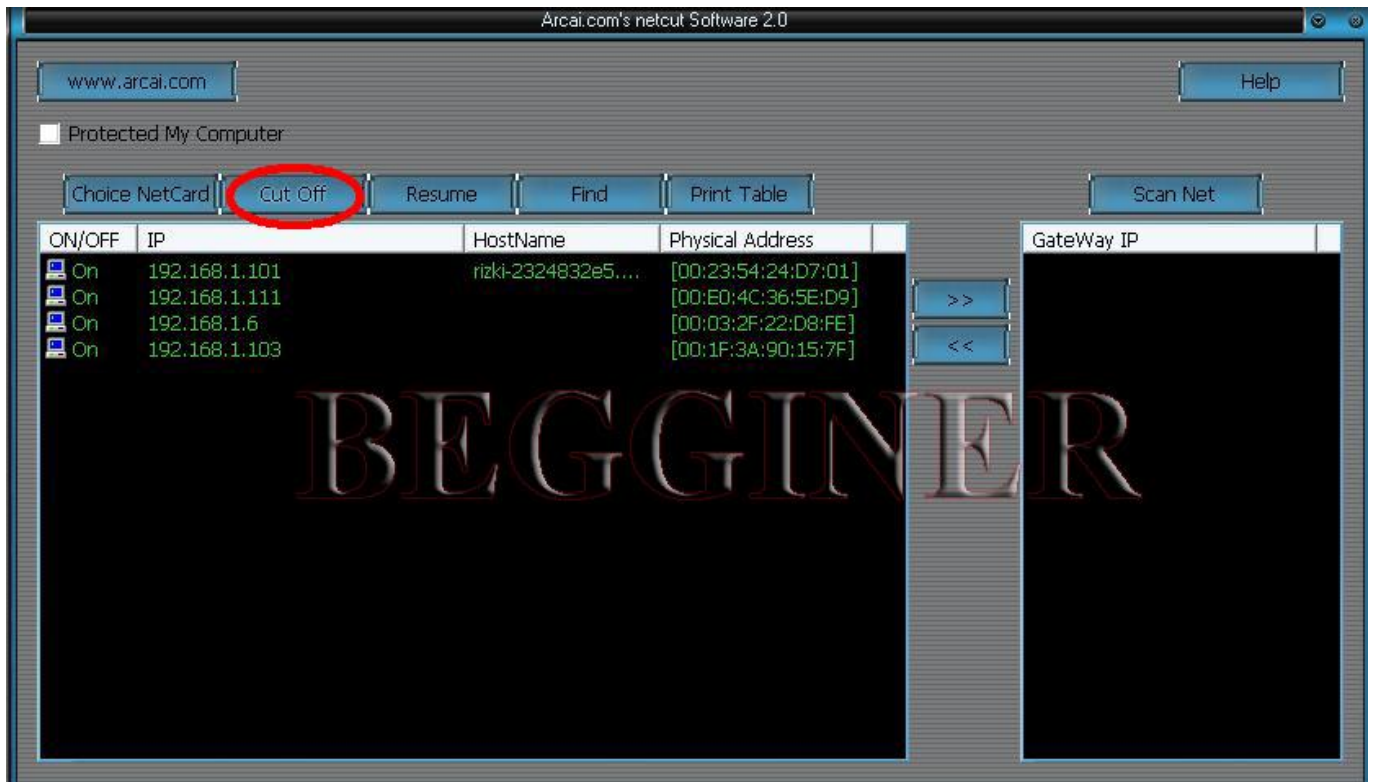 Arcai.com's netcut Software 2.0
www.arcai.com Help
Protected My Computer
Choice NetCard Cut Off Resume Find Print Table Scan Net
ON/OFF IP HostName Physical Address GateWay IP
On 192.168.1.101 rizki-2324832e5.... [00:23:54:24:D7:01]
On 192.168.1.111 [00:E0:4C:36:5E:D9]
>>
On 192.168.1.6 [00:03:2F:22:D8:FE]
On 192.168.1.103 [00:1F:3A:90:15:7F]
<<
BEGGINER